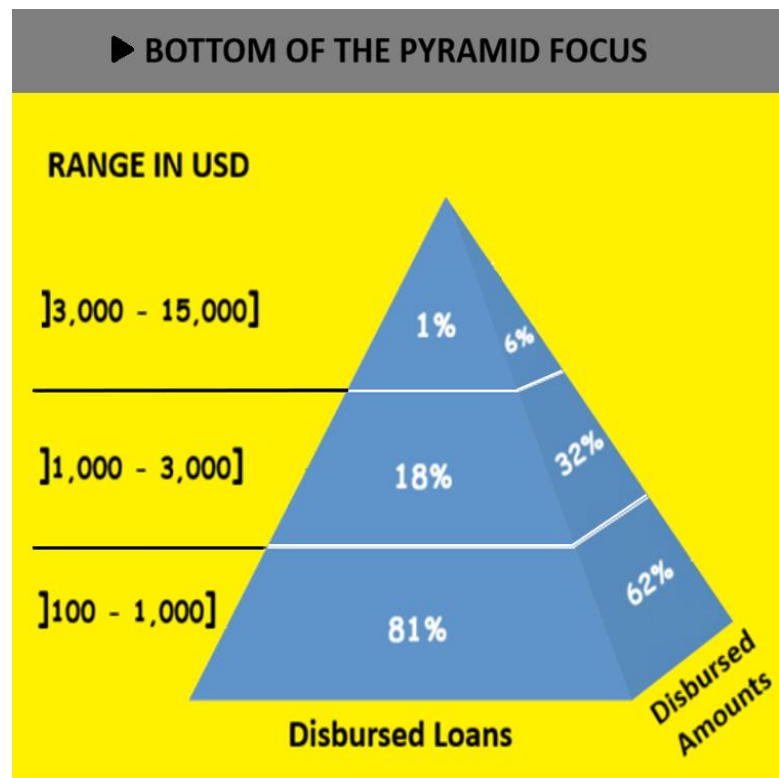 ▶ BOTTOM OF THE PYRAMID FOCUS
RANGE IN USD
]3,000 - 15,000]
1%
6%
]1,000 - 3,000]
18%
32%
]100 - 1,000]
81%
62%
Disbursed Loans
Disbursed
Amounts